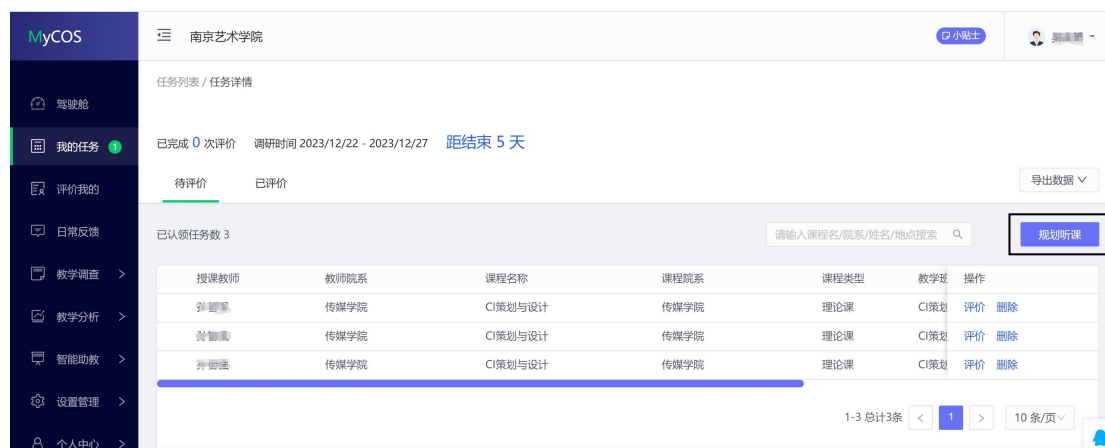 MyCOS
南京艺术学院
小贴士
任务列表 / 任务详情
驾驶舱
我的任务 1
评价我的
日常反馈
教学调查
教学分析
智能助教
设置管理
个人中心
已完成 0 次评价 调研时间 2023/12/22 - 2023/12/27 距结束 5 天
待评价 已评价
导出数据
已认领任务数 3
请输入课程名/院系/姓名/地点搜索
规划听课
授课教师 教师院系 课程名称 课程院系 课程类型 教学班 操作
传媒学院 CI策划与设计 传媒学院 理论课 CI策划 评价 删除
传媒学院 CI策划与设计 传媒学院 理论课 CI策划 评价 删除
传媒学院 CI策划与设计 传媒学院 理论课 CI策划 评价 删除
1-3 总计3条 < 1 > 10 条/页